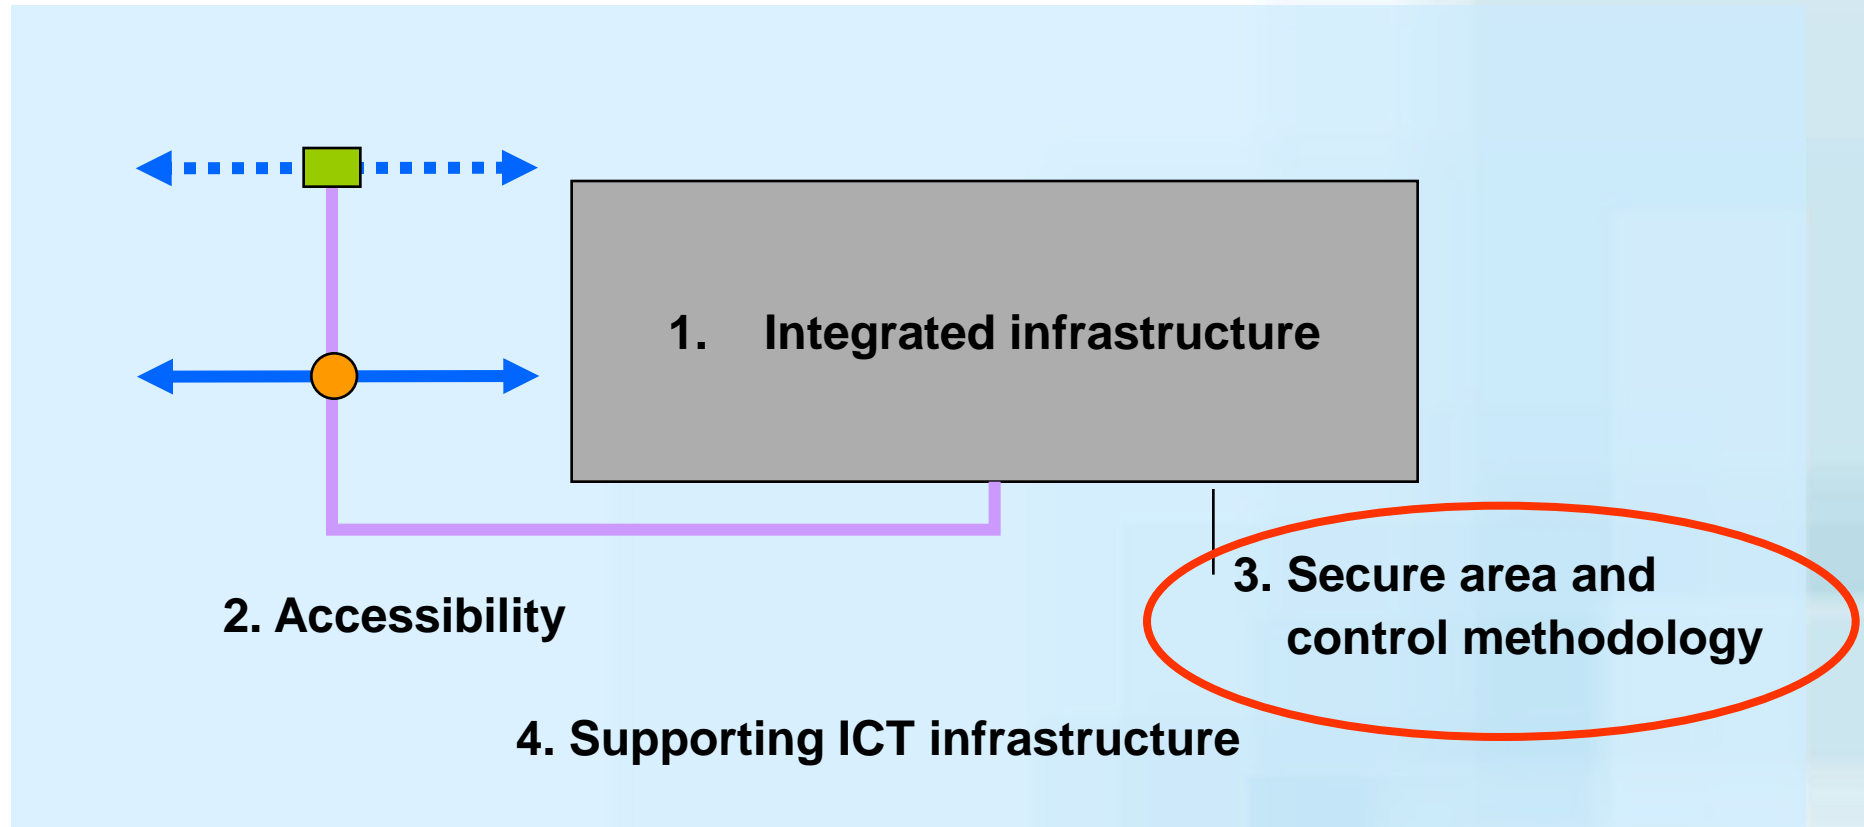 1. Integrated infrastructure
3. Secure area and
control methodology
2. Accessibility
4. Supporting ICT infrastructure